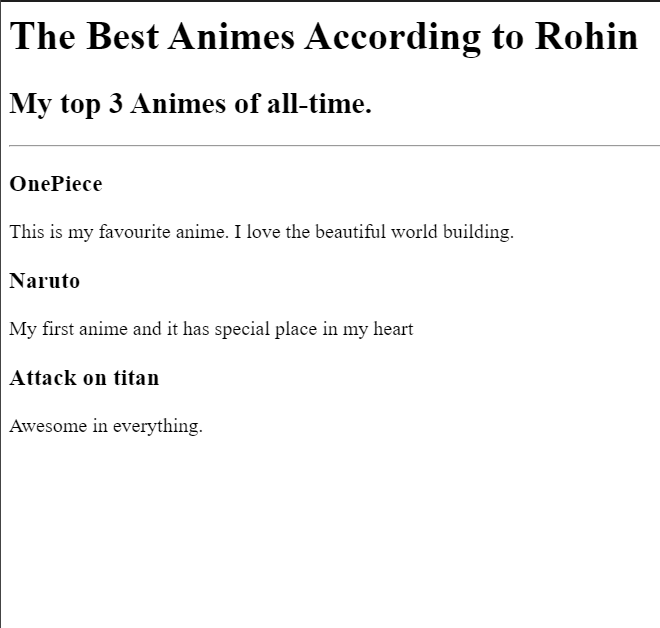 The Best Animes According to Rohin
My top 3 Animes of all-time.
OnePiece
This is my favourite anime. I love the beautiful world building.
Naruto
My first anime and it has special place in my heart
Attack on titan
Awesome in everything.